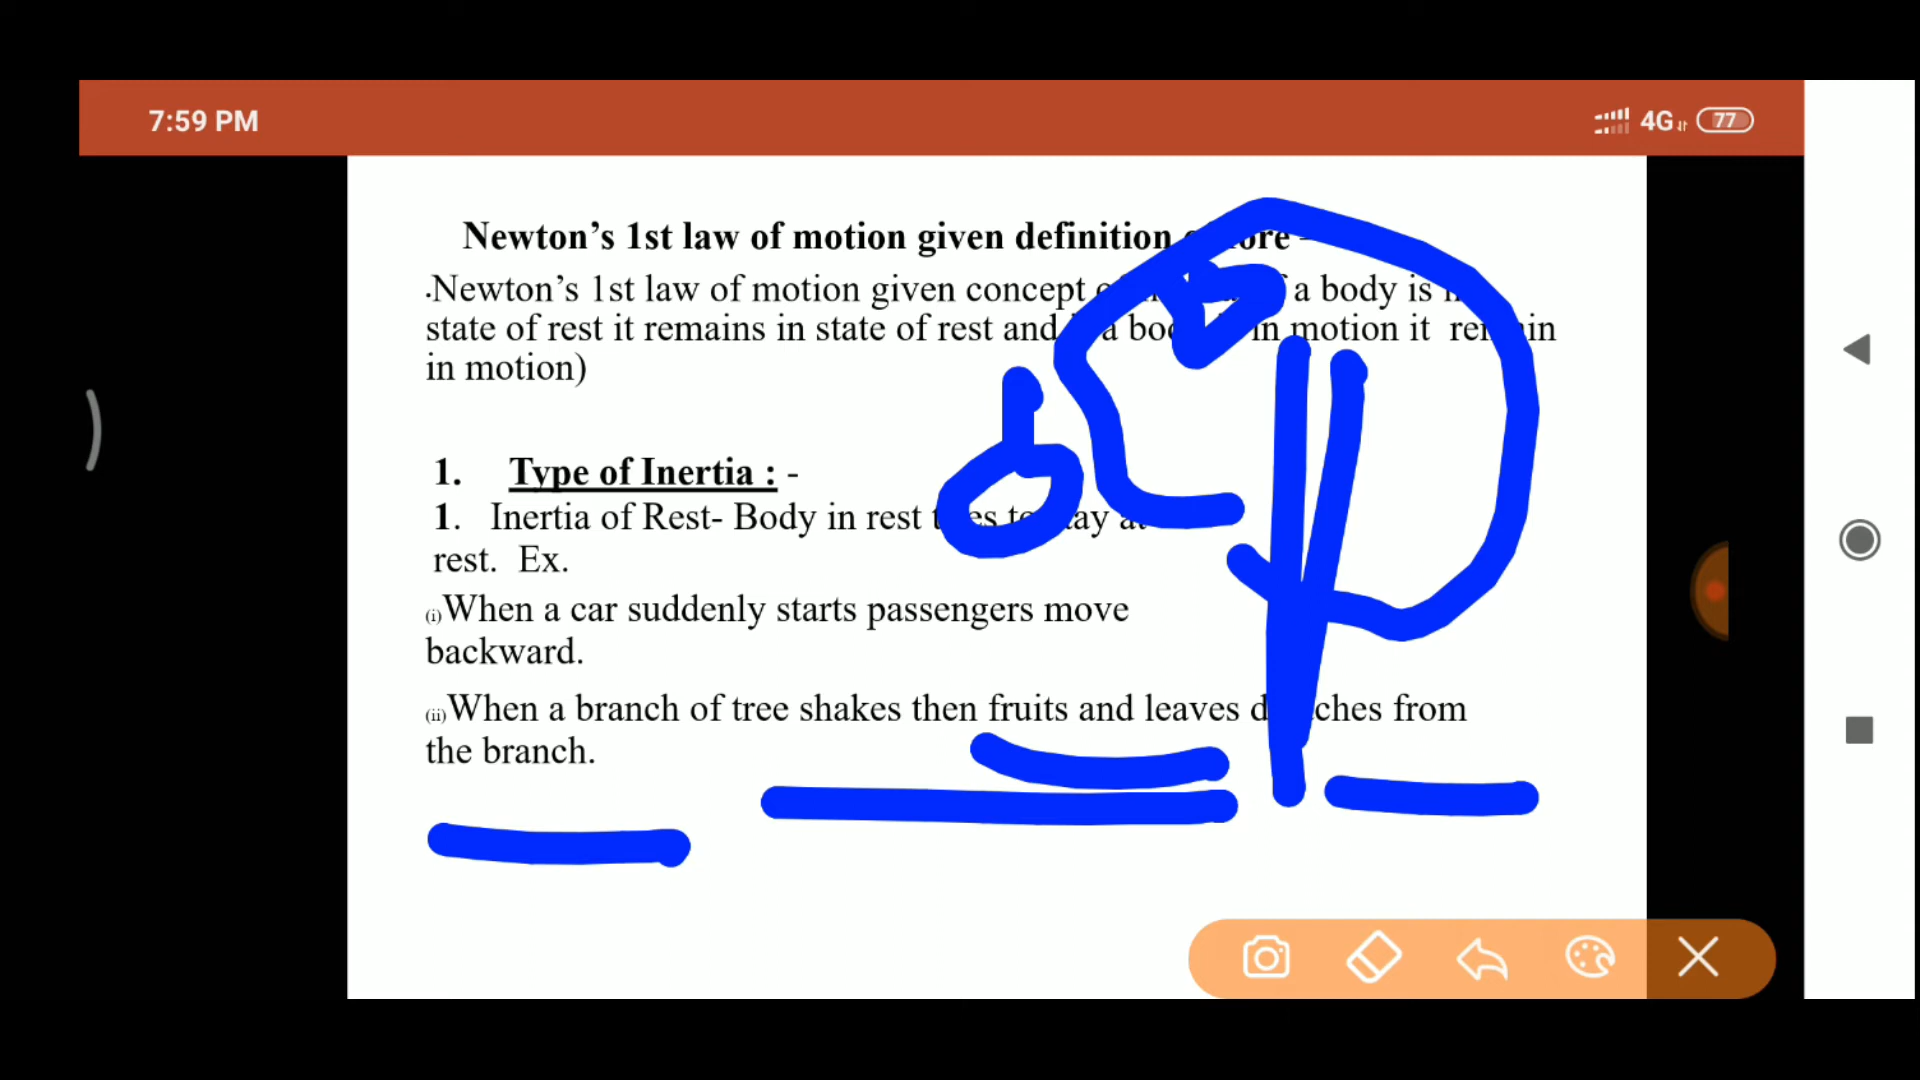 7:59 PM
4G 77
Newton’s 1st law of motion given definition
.Newton’s 1st law of motion given concept a body is
state of rest it remains in state of rest and a in motion it
in motion)
1. Type of Inertia : -
1. Inertia of Rest- Body in rest
rest. Ex.
(i)When a car suddenly starts passengers move
backward.
(ii)When a branch of tree shakes then fruits and leaves from
the branch.